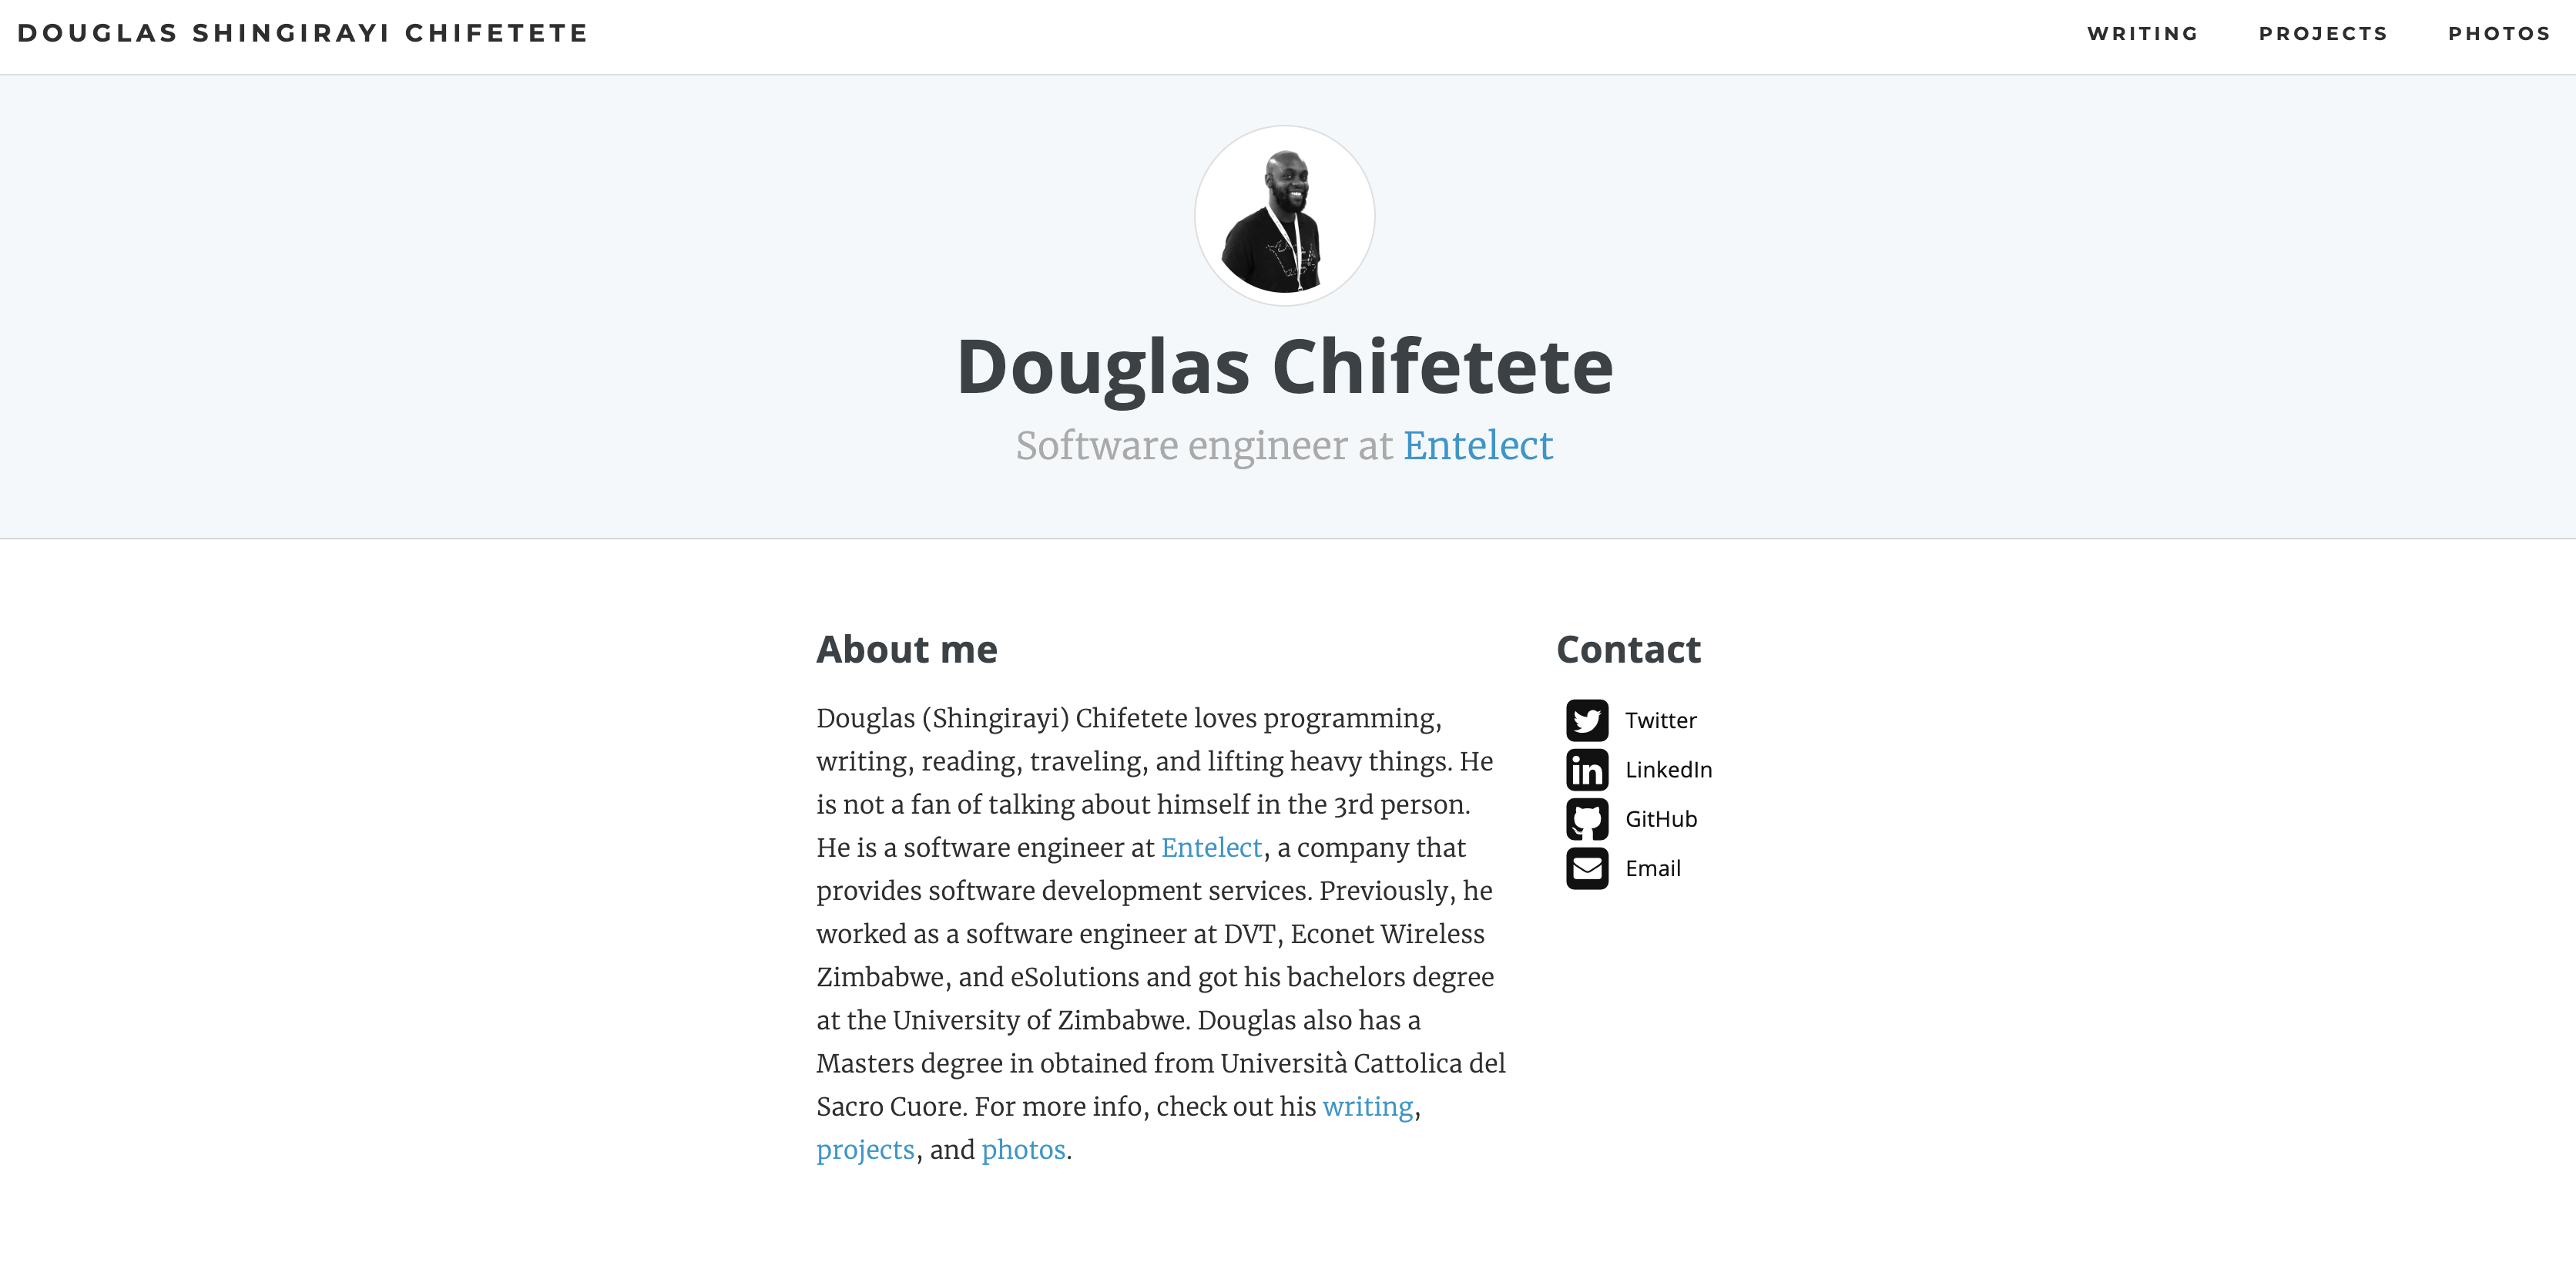 DOUGLAS SHINGIRAYI CHIFETETE
WRITING PROJECTS PHOTOS
Douglas Chifetete
Software engineer at Entelect
About me
Douglas (Shingirayi) Chifetete loves programming,
writing, reading, traveling, and lifting heavy things. He
is not a fan of talking about himself in the 3rd person.
He is a software engineer at Entelect, a company that
provides software development services. Previously, he
worked as a software engineer at DVT, Econet Wireless
Zimbabwe, and eSolutions and got his bachelors degree
at the University of Zimbabwe. Douglas also has a
Masters degree in obtained from Università Cattolica del
Sacro Cuore. For more info, check out his writing,
projects, and photos.
Contact
Twitter
in LinkedIn
GitHub
Email